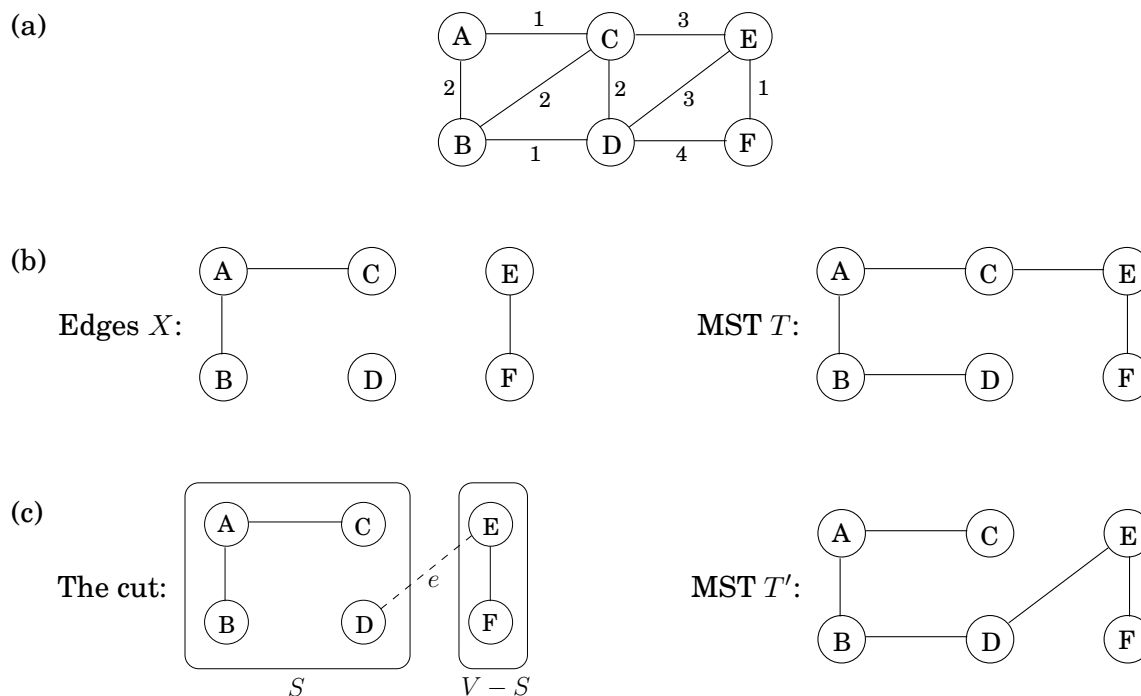 (a)
A 1 C 3 E
2 2 2 3 1
B 1 D 4 F
(b)
A C E
Edges X:
B D F
A C E
MST T:
B D F
(c)
A C E
The cut: e
B D F
S V − S
A C E
MST T′:
B D F